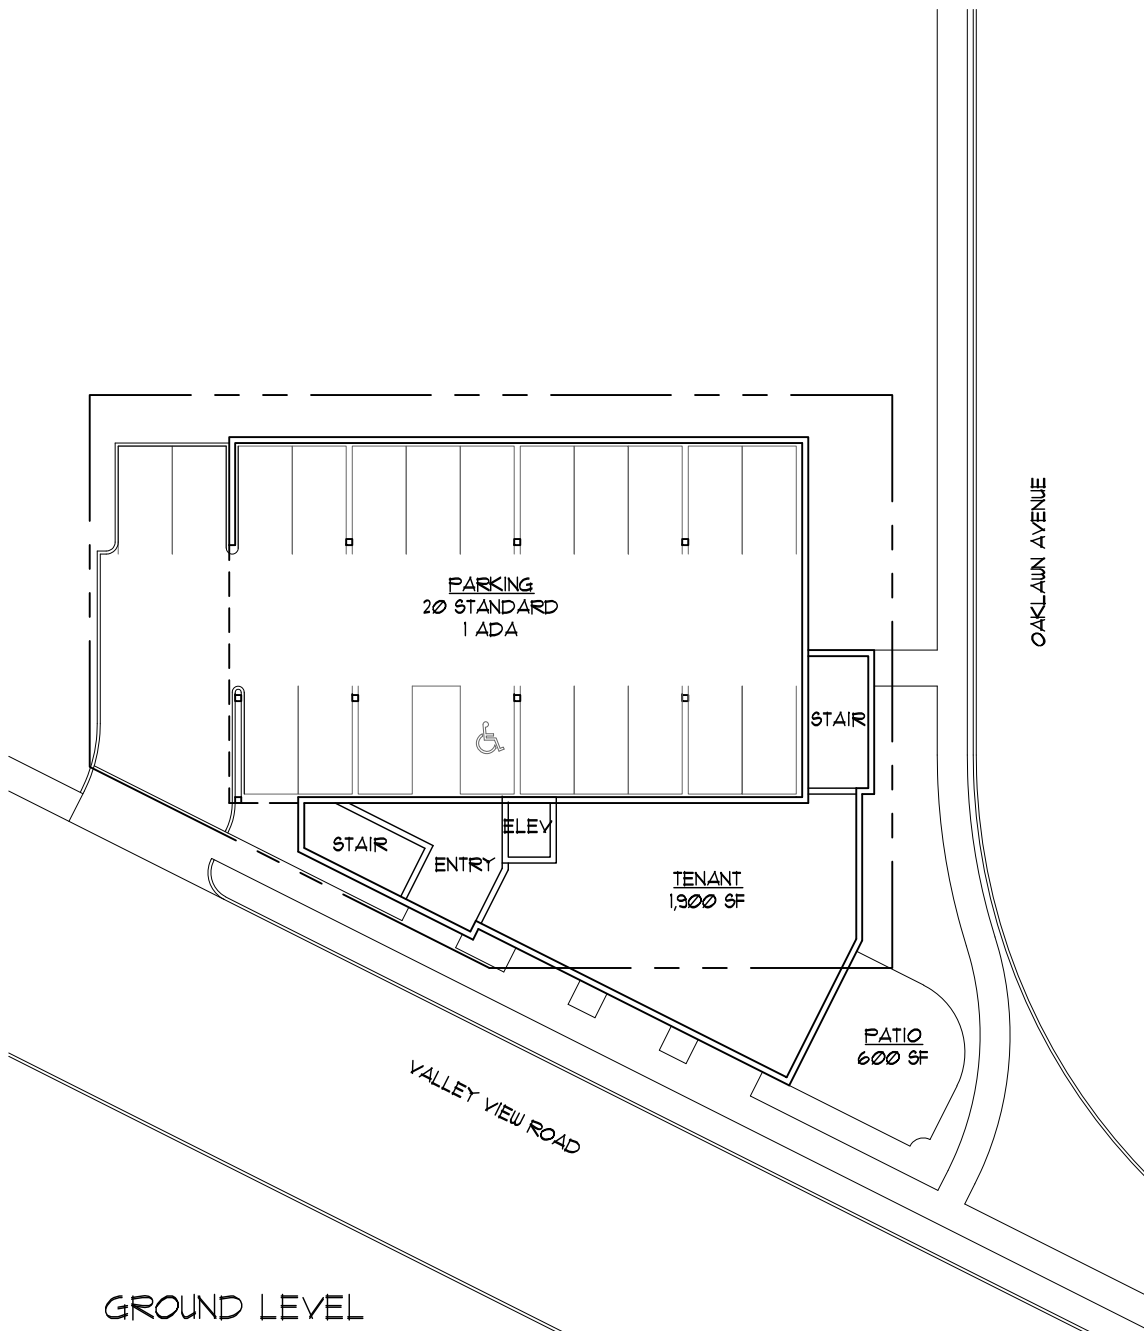 OAKLAWN AVENUE
PARKING
20 STANDARD
1 ADA
STAIR
ELEV
STAIR
ENTRY
TENANT
1,900 SF
PATIO
600 SF
VALLEY VIEW ROAD
GROUND LEVEL